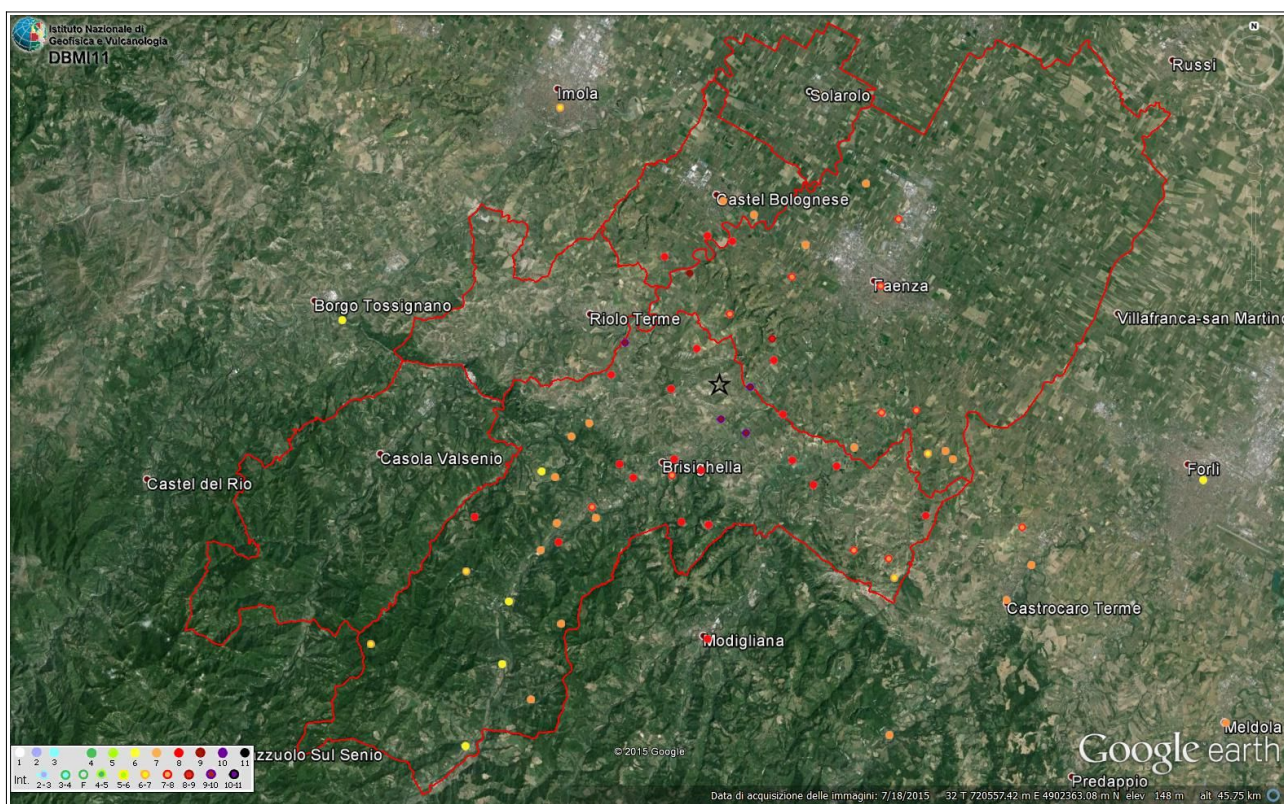 Istituto Nazionale di
Geofisica e Vulcanologia
DBMI11
N
Russi
Imola
Solarolo
Castel Bolognese
Faenza
Borgo Tossignano
Riolo Terme
Villafranca-san Martino
Casola Valsenio
Brisighella
Castel del Rio
Forlì
Castrocaro Terme
Modigliana
Meldola
azzuolo Sul Senio
© 2015 Google
Google earth
Predappio
1 2 3 4 5 6 7 8 9 10 11
Int. 2-3 3-4 F 4-5 5-6 6-7 7-8 8-9 9-10 10-11
Data di acquisizione delle immagini: 7/18/2015 32 T 720557.42 m E 4902363.08 m N elev 148 m alt 45.75 km